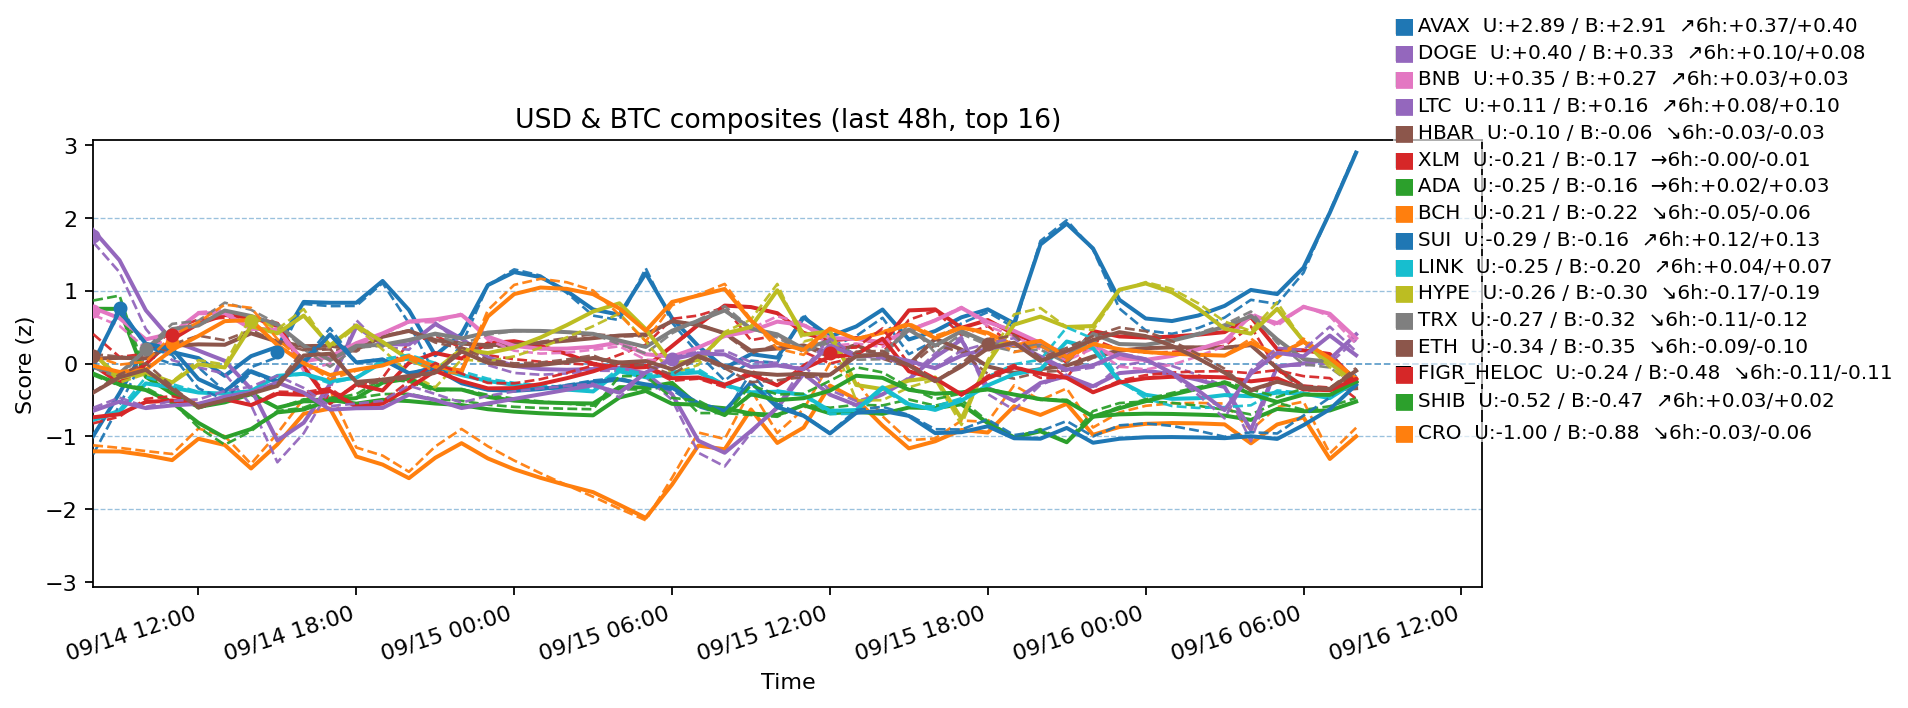 AVAX  U:+2.89 / B:+2.91  ↗6h:+0.37/+0.40
DOGE  U:+0.40 / B:+0.33  ↗6h:+0.10/+0.08
BNB  U:+0.35 / B:+0.27  ↗6h:+0.03/+0.03
LTC  U:+0.11 / B:+0.16  ↗6h:+0.08/+0.10
HBAR  U:-0.10 / B:-0.06  ↘6h:-0.03/-0.03
XLM  U:-0.21 / B:-0.17  →6h:-0.00/-0.01
ADA  U:-0.25 / B:-0.16  →6h:+0.02/+0.03
BCH  U:-0.21 / B:-0.22  ↘6h:-0.05/-0.06
SUI  U:-0.29 / B:-0.16  ↗6h:+0.12/+0.13
LINK  U:-0.25 / B:-0.20  ↗6h:+0.04/+0.07
HYPE  U:-0.26 / B:-0.30  ↘6h:-0.17/-0.19
TRX  U:-0.27 / B:-0.32  ↘6h:-0.11/-0.12
ETH  U:-0.34 / B:-0.35  ↘6h:-0.09/-0.10
FIGR_HELOC  U:-0.24 / B:-0.48  ↘6h:-0.11/-0.11
SHIB  U:-0.52 / B:-0.47  ↗6h:+0.03/+0.02
CRO  U:-1.00 / B:-0.88  ↘6h:-0.03/-0.06
USD & BTC composites (last 48h, top 16)
Score (z)
3
2
1
0
−1
−2
−3
09/14 12:00
09/14 18:00
09/15 00:00
09/15 06:00
09/15 12:00
09/15 18:00
09/16 00:00
09/16 06:00
09/16 12:00
Time